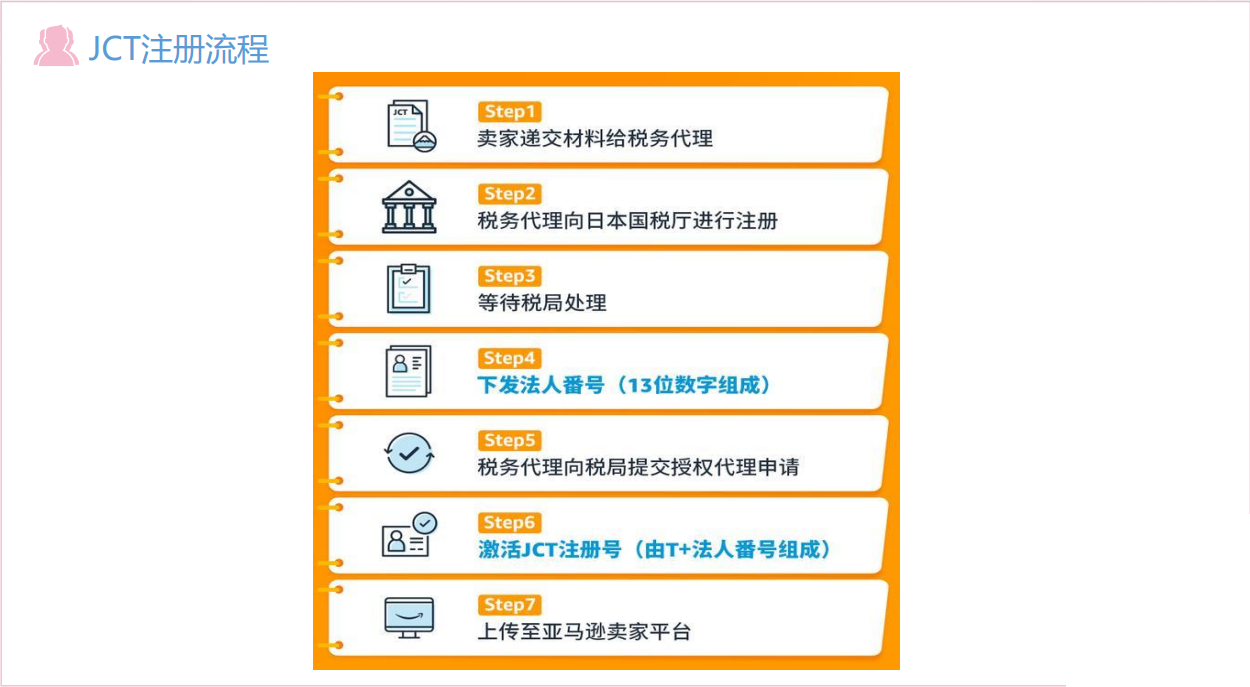 JCT注册流程
JCT
Step1
卖家递交材料给税务代理
Step2
税务代理向日本国税厅进行注册
Step3
等待税局处理
Step4
下发法人番号（13位数字组成）
Step5
税务代理向税局提交授权代理申请
Step6
激活JCT注册号（由T+法人番号组成）
Step7
上传至亚马逊卖家平台